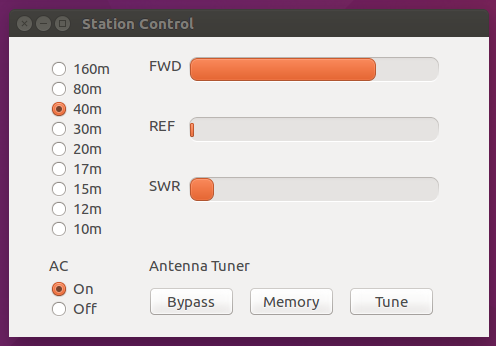 Station Control
160m
80m
40m
30m
20m
17m
15m
12m
10m
FWD
REF
SWR
AC
On
Off
Antenna Tuner
Bypass
Memory
Tune